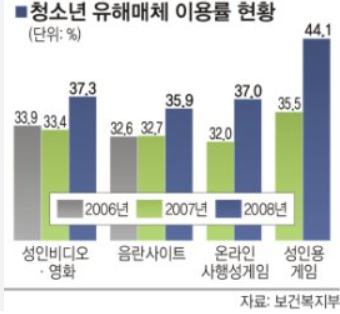 ■청소년 유해매체 이용률 현황
(단위: %)
44.1
37.3
37.0
35.9
35.5
33.9 33.4
32.6 32.7
32.0
2006년 2007년 2008년
성인비디오 음란사이트 온라인 성인용
·영화 사행성게임 게임
자료: 보건복지부